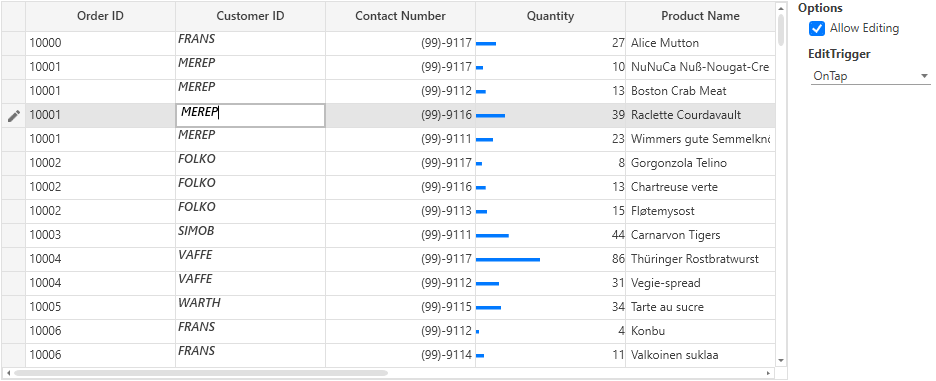 Order ID Customer ID Contact Number Quantity Product Name
10000 FRANS (99)-9117 27 Alice Mutton
10001 MEREP (99)-9117 10 NuNuCa Nuß-Nougat-Cre
10001 MEREP (99)-9112 13 Boston Crab Meat
10001 MEREP (99)-9116 39 Raclette Courdavault
10001 MEREP (99)-9111 23 Wimmers gute Semmelknö
10002 FOLKO (99)-9117 8 Gorgonzola Telino
10002 FOLKO (99)-9116 13 Chartreuse verte
10002 FOLKO (99)-9113 15 Fløtemysost
10003 SIMOB (99)-9111 44 Carnarvon Tigers
10004 VAFFE (99)-9117 86 Thüringer Rostbratwurst
10004 VAFFE (99)-9112 31 Vegie-spread
10005 WARTH (99)-9115 34 Tarte au sucre
10006 FRANS (99)-9112 4 Konbu
10006 FRANS (99)-9114 11 Valkoinen suklaa
Options
Allow Editing
EditTrigger
OnTap